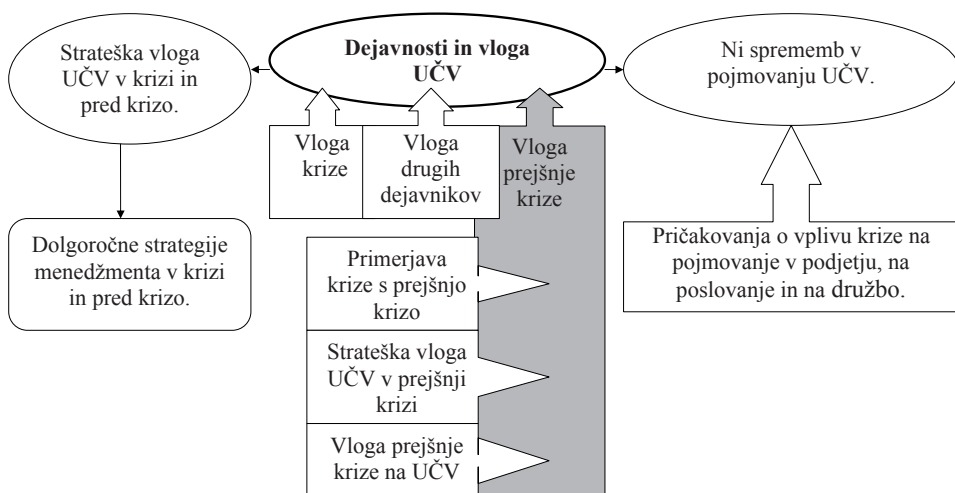 Strateška vloga
UČV v krizi in
pred krizo.
Dejavnosti in vloga
UČV
Ni sprememb v
pojmovanju UČV.
Vloga
krize
Vloga
drugih
dejavnikov
Vloga
prejšnje
krize
Dolgoročne strategije
menedžmenta v krizi
in pred krizo.
Primerjava
krize s prejšnjo
krizo
Pričakovanja o vplivu krize na
pojmovanje v podjetju, na
poslovanje in na družbo.
Strateška vloga
UČV v prejšnji
krizi
Vloga prejšnje
krize na UČV